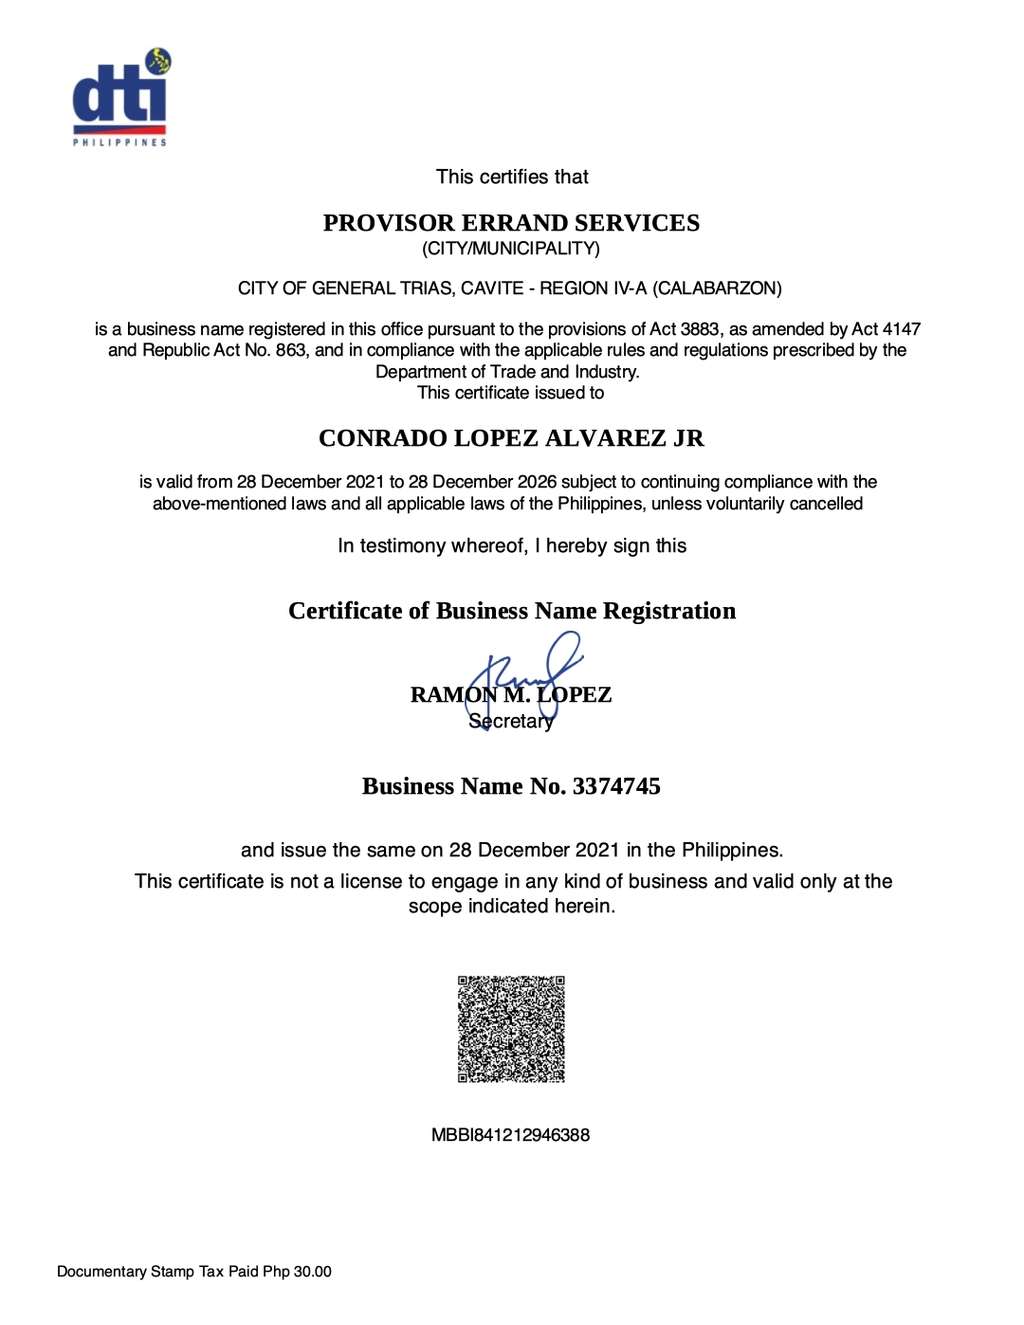 dti
PHILIPPINES
This certifies that
PROVISOR ERRAND SERVICES
(CITY/MUNICIPALITY)
CITY OF GENERAL TRIAS, CAVITE - REGION IV-A (CALABARZON)
is a business name registered in this office pursuant to the provisions of Act 3883, as amended by Act 4147
and Republic Act No. 863, and in compliance with the applicable rules and regulations prescribed by the
Department of Trade and Industry.
This certificate issued to
CONRADO LOPEZ ALVAREZ JR
is valid from 28 December 2021 to 28 December 2026 subject to continuing compliance with the
above-mentioned laws and all applicable laws of the Philippines, unless voluntarily cancelled
In testimony whereof, I hereby sign this
Certificate of Business Name Registration
RAMON M. LOPEZ
Secretary
Business Name No. 3374745
and issue the same on 28 December 2021 in the Philippines.
This certificate is not a license to engage in any kind of business and valid only at the
scope indicated herein.
MBBI841212946388
Documentary Stamp Tax Paid Php 30.00